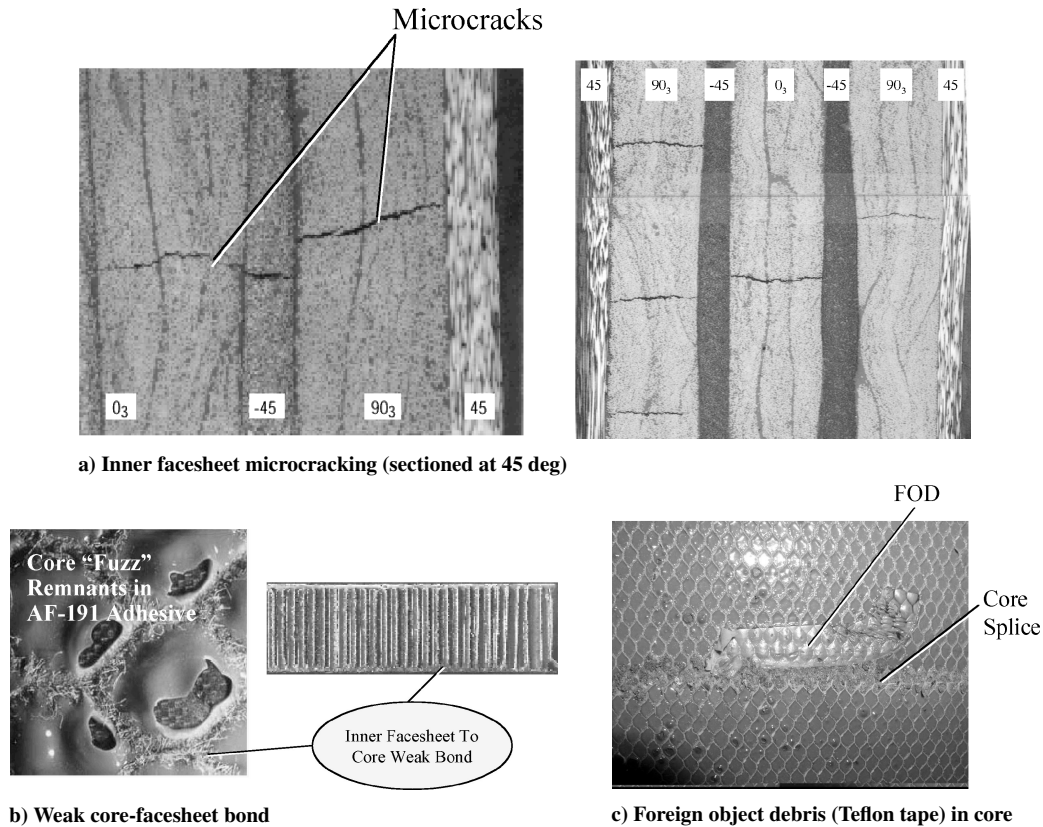 Microcracks
0₃
-45
90₃
45
45
90₃
-45
0₃
-45
90₃
45
a) Inner facesheet microcracking (sectioned at 45 deg)
Core “Fuzz”
Remnants in
AF-191 Adhesive
Inner Facesheet To
Core Weak Bond
b) Weak core-facesheet bond
FOD
Core
Splice
c) Foreign object debris (Teflon tape) in core